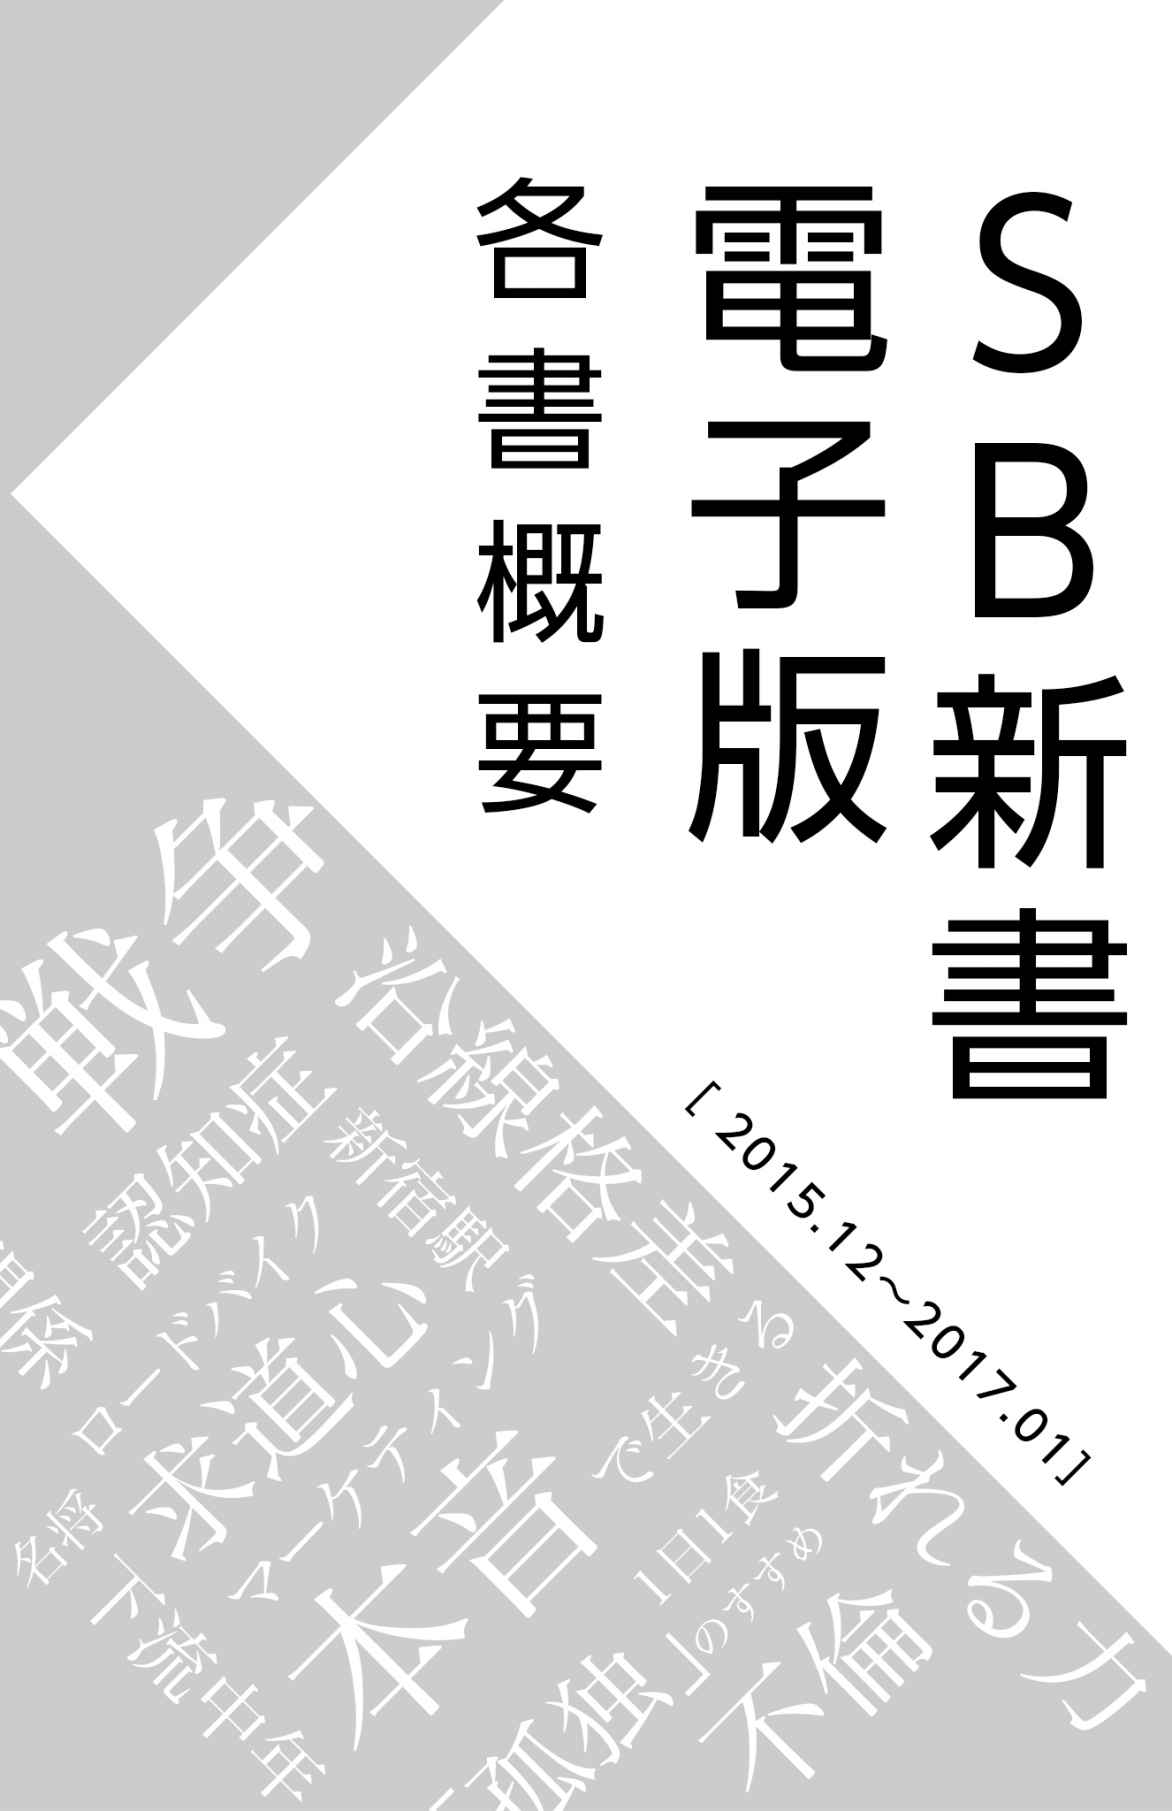 SB新書
電子版
各書概要
[2015.12〜2017.01]
戦争
沿線格差
認知症
新宿駅
ロードバイク
求道心
マーケティング
で生きる
折れる力
本音
1日1食
名将
下流中年
「孤独」のすすめ
不倫